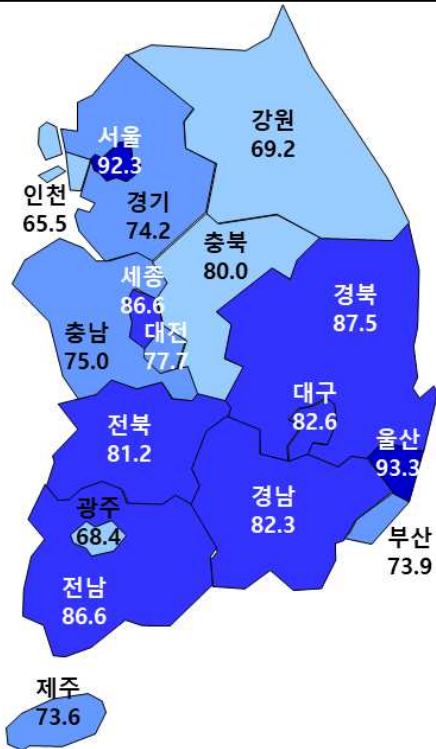 강원
69.2
서울
92.3
인천
65.5
경기
74.2
충북
80.0
세종
86.6
경북
87.5
충남
75.0
대전
77.7
대구
82.6
전북
81.2
울산
93.3
경남
82.3
광주
68.4
부산
73.9
전남
86.6
제주
73.6